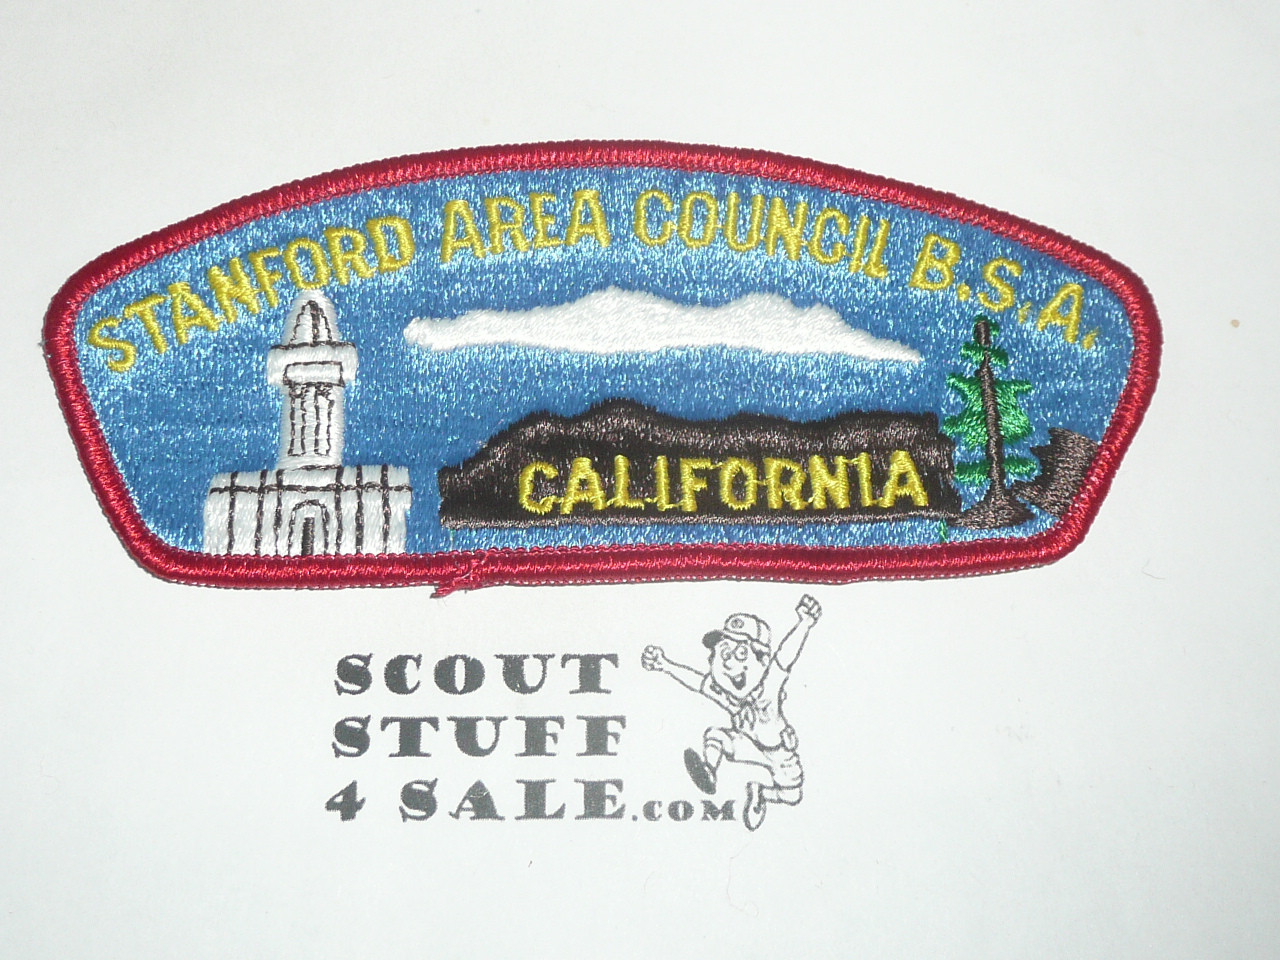 STANFORD AREA COUNCIL B.S.A.
CALIFORNIA
SCOUT
STUFF
4 SALE.COM